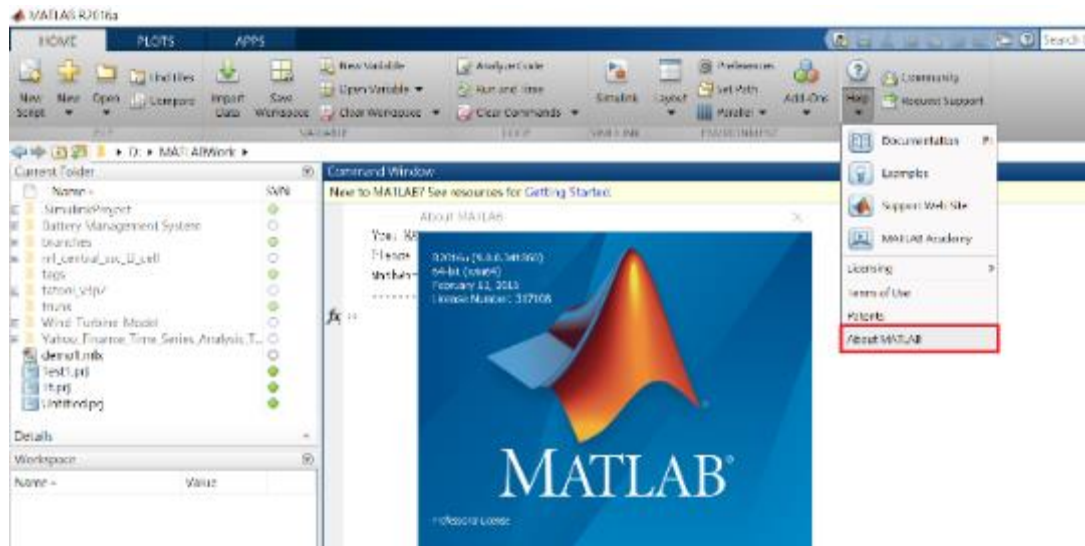 MATLAB R2016a
HOME PLOTS APPS
Search
New Script
New
Open
Find Files
Compare
Import Data
Save Workspace
New Variable
Open Variable
Clear Workspace
Analyze Code
Run and Time
Clear Commands
Simulink
Layout
Preferences
Set Path
Parallel
Add-Ons
Help
Community
Request Support
FILE VARIABLE CODE SIMULINK ENVIRONMENT
D: MATLABWork
Current Folder
Name SVN
SimulinkProject
Battery Management System
branches
tags
trunk
Wind Turbine Model
Yahoo_Finance_Time_Series_Analysis_T...
demo1.mlx
Test1.prj
Untitled.prj
Details
Workspace
Name Value
Command Window
New to MATLAB? See resources for Getting Started.
fx >>
About MATLAB
64-bit (win64)
MATLAB®
Professional License
Documentation
Examples
Support Web Site
MATLAB Academy
Licensing
Terms of Use
Patents
About MATLAB